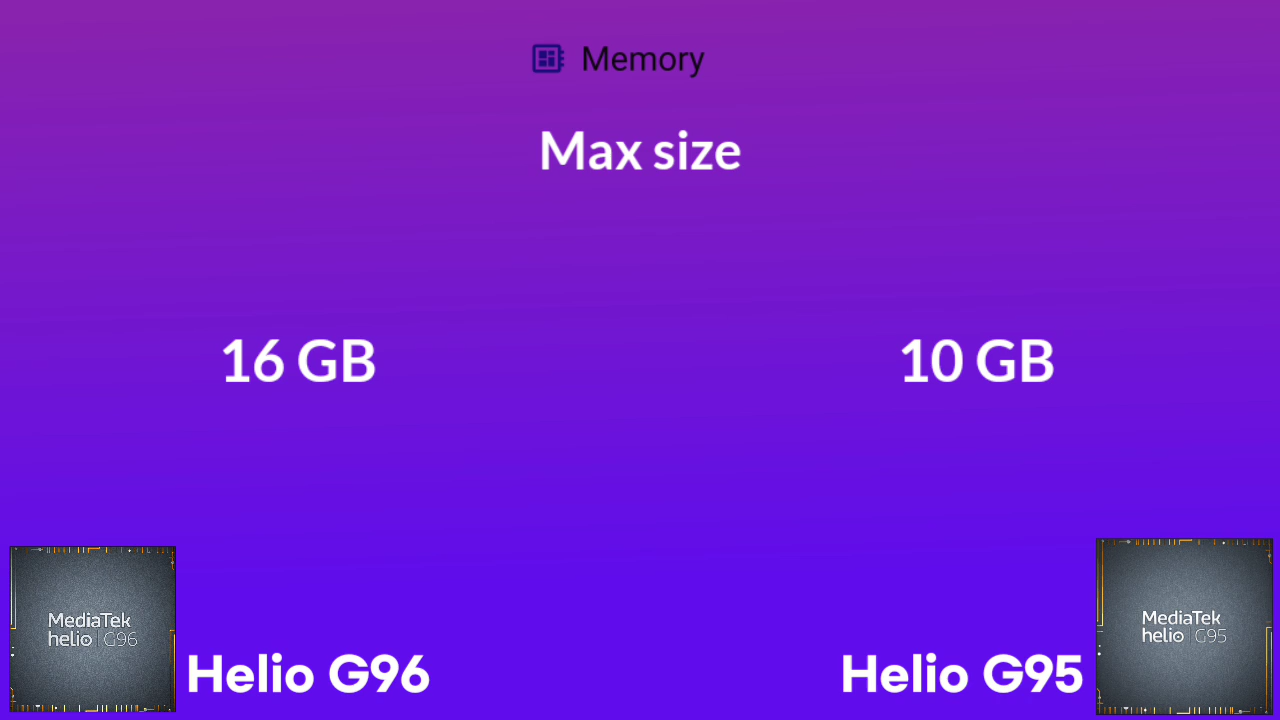 Memory
Max size
16 GB
10 GB
MediaTek
helio G96
Helio G96
Helio G95
MediaTek
helio G95